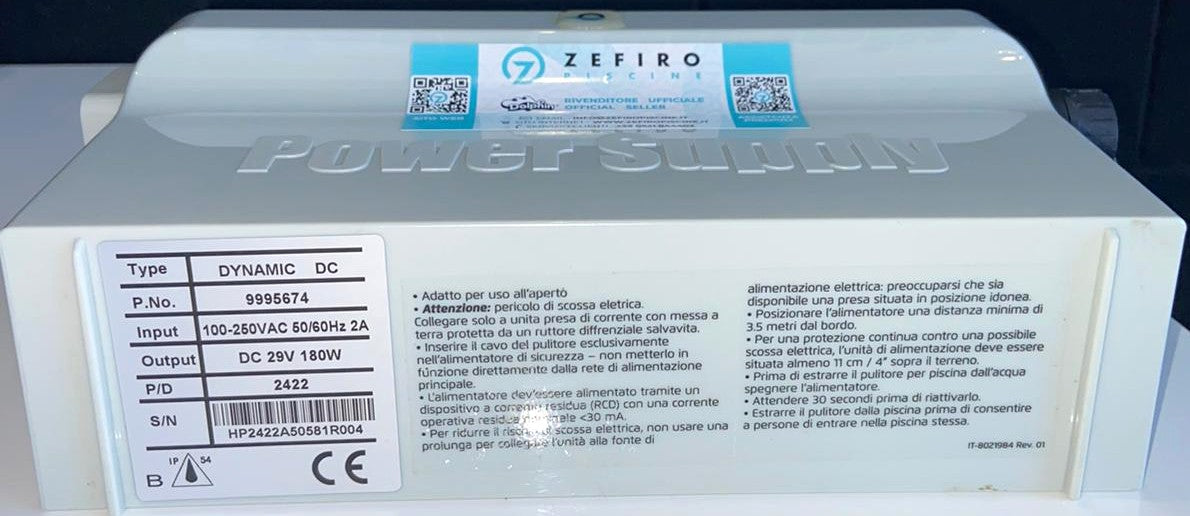 ZEFIRO
PISCINE
Dolphin
RIVENDITORE UFFICIALE
OFFICIAL SELLER
SITO WEB
Power Supply
Type DYNAMIC DC
P.No. 9995674
Input 100-250VAC 50/60Hz 2A
Output DC 29V 180W
P/D 2422
S/N
HP2422A50581R004
B IP 54 CE
• Adatto per uso all'aperto
• Attenzione: pericolo di scossa eletrica.
Collegare solo a unita presa di corrente con messa a
terra protetta da un ruttore diffrenziale salvavita.
• Inserire il cavo del pulitore esclusivamente
nell'alimentatore di sicurezza – non metterlo in
funzione direttamente dalla rete di alimentazione
principale.
• L'alimentatore dev'essere alimentato tramite un
dispositivo a corrente residua (RCD) con una corrente
operativa residua <30 mA.
• Per ridurre il scossa elettrica, non usare una
prolunga per collegare l'unità alla fonte di
alimentazione elettrica: preoccuparsi che sia
disponibile una presa situata in posizione idonea.
• Posizionare l'alimentatore una distanza minima di
3.5 metri dal bordo.
• Per una protezione continua contro una possibile
scossa elettrica, l'unità di alimentazione deve essere
situata almeno 11 cm / 4" sopra il terreno.
• Prima di estrarre il pulitore per piscina dall'acqua
spegnere l'alimentatore.
• Attendere 30 secondi prima di riattivarlo.
• Estrarre il pulitore dalla piscina prima di consentire
a persone di entrare nella piscina stessa.
IT-8021984 Rev. 01